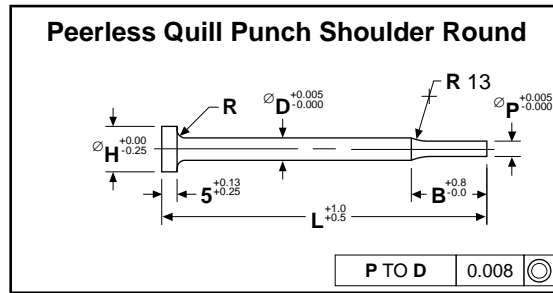 Peerless Quill Punch Shoulder Round
R 13
R
⌀D +0.005 -0.000
⌀P +0.005 -0.000
⌀H +0.00 -0.25
5 +0.13 +0.25
B +0.8 -0.0
L +1.0 +0.5
P TO D 0.008 ◎